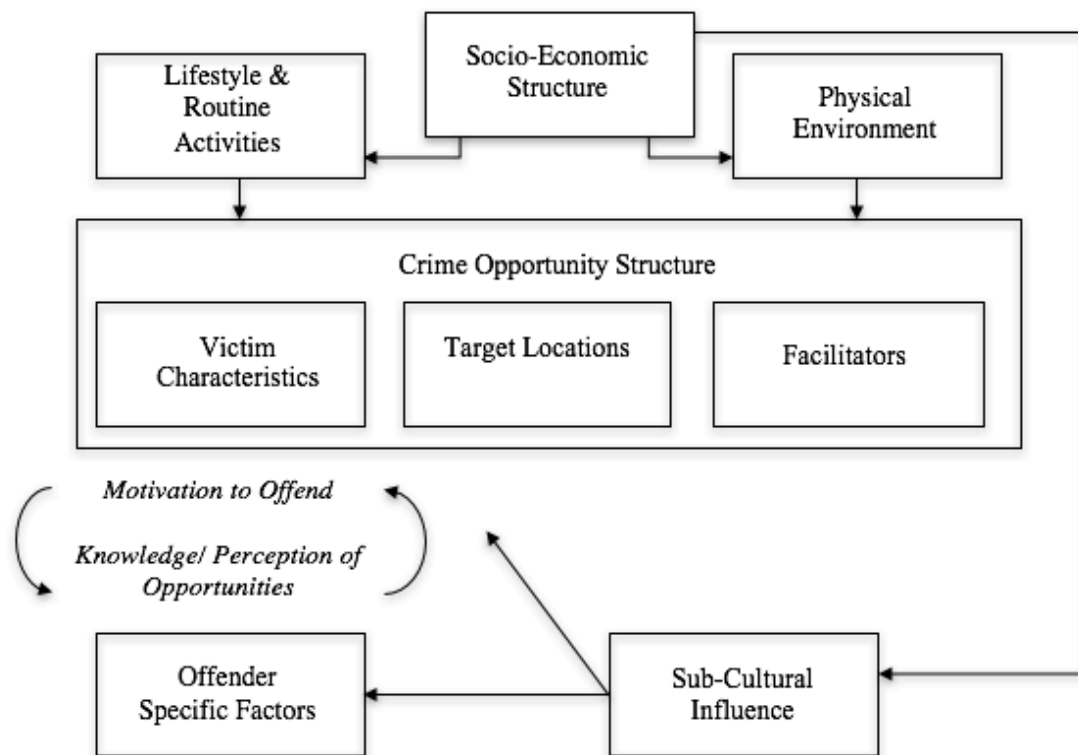 Socio-Economic
Structure
Lifestyle &
Routine
Activities
Physical
Environment
Crime Opportunity Structure
Victim
Characteristics
Target Locations
Facilitators
Motivation to Offend
Knowledge/ Perception of
Opportunities
Offender
Specific Factors
Sub-Cultural
Influence